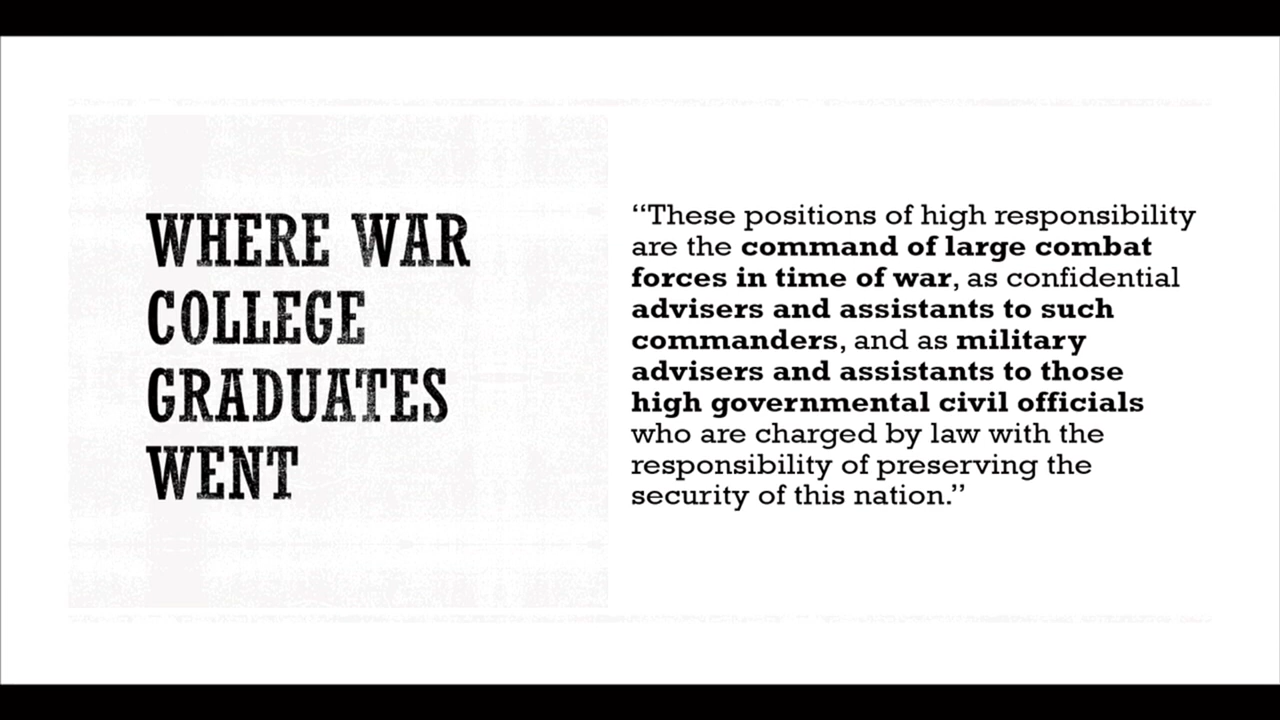 WHERE WAR
COLLEGE
GRADUATES
WENT
“These positions of high responsibility
are the command of large combat
forces in time of war, as confidential
advisers and assistants to such
commanders, and as military
advisers and assistants to those
high governmental civil officials
who are charged by law with the
responsibility of preserving the
security of this nation.”